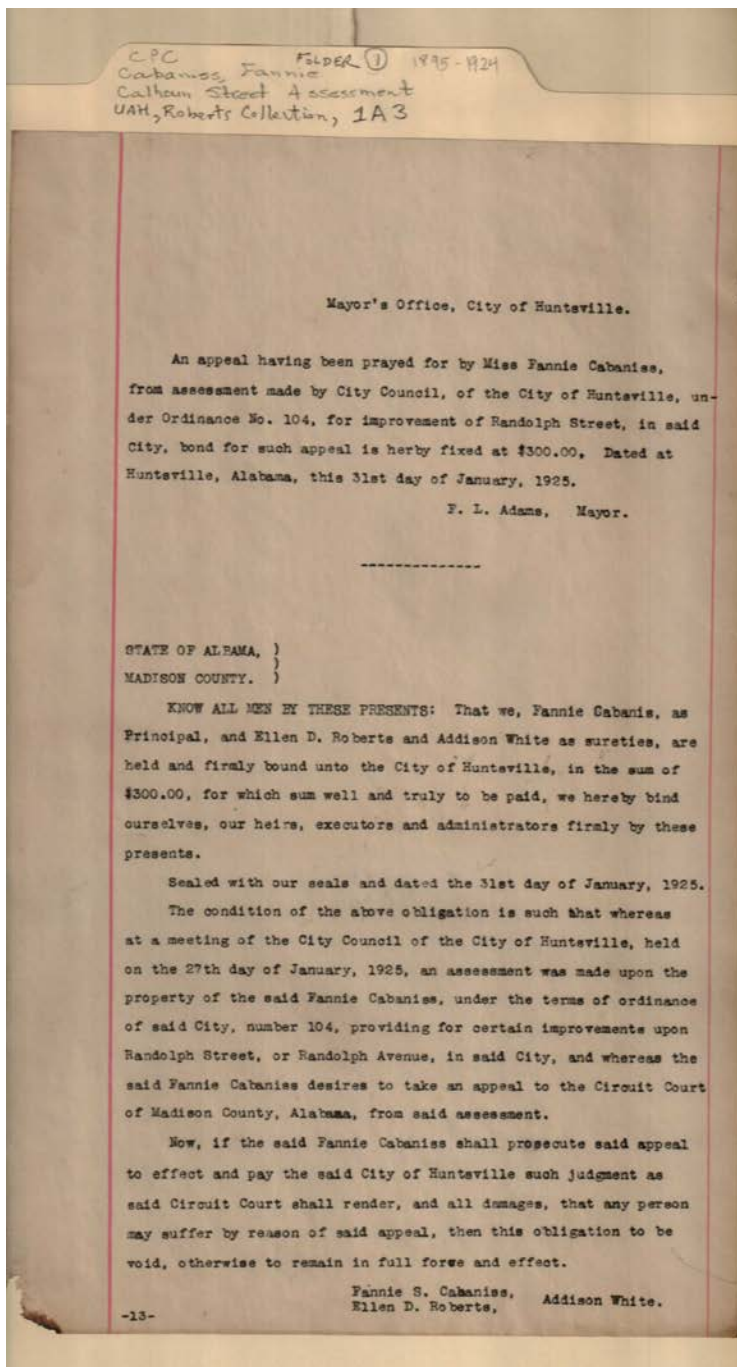 CPC FOLDER 1 1895-1924
Cabaniss, Fannie
Calhoun Street Assessment
UAH, Roberts Collection, 1A3
Mayor's Office, City of Huntsville.
An appeal having been prayed for by Miss Fannie Cabaniss,
from assessment made by City Council, of the City of Huntsville, un-
der Ordinance No. 104, for improvement of Randolph Street, in said
City, bond for such appeal is herby fixed at $300.00, Dated at
Huntsville, Alabama, this 31st day of January, 1925.
F. L. Adams, Mayor.
--------------
STATE OF ALBAMA, )
)
MADISON COUNTY. )
KNOW ALL MEN BY THESE PRESENTS: That we, Fannie Cabanis, as
Principal, and Ellen D. Roberts and Addison White as sureties, are
held and firmly bound unto the City of Huntsville, in the sum of
$300.00, for which sum well and truly to be paid, we hereby bind
ourselves, our heirs, executors and administrators firmly by these
presents.
Sealed with our seals and dated the 31st day of January, 1925.
The condition of the above obligation is such that whereas
at a meeting of the City Council of the City of Huntsville, held
on the 27th day of January, 1925, an assessment was made upon the
property of the said Fannie Cabaniss, under the terms of ordinance
of said City, number 104, providing for certain improvements upon
Randolph Street, or Randolph Avenue, in said City, and whereas the
said Fannie Cabaniss desires to take an appeal to the Circuit Court
of Madison County, Alabama, from said assessment.
Now, if the said Fannie Cabaniss shall prosecute said appeal
to effect and pay the said City of Huntsville such judgment as
said Circuit Court shall render, and all damages, that any person
may suffer by reason of said appeal, then this obligation to be
void, otherwise to remain in full force and effect.
Fannie S. Cabaniss,
Ellen D. Roberts, Addison White.
-13-